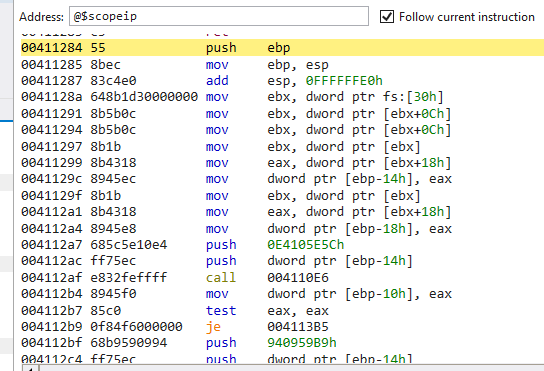 Address: @$scopeip Follow current instruction
00411284 55 push ebp
00411285 8bec mov ebp, esp
00411287 83c4e0 add esp, 0FFFFFFE0h
0041128a 648b1d30000000 mov ebx, dword ptr fs:[30h]
00411291 8b5b0c mov ebx, dword ptr [ebx+0Ch]
00411294 8b5b0c mov ebx, dword ptr [ebx+0Ch]
00411297 8b1b mov ebx, dword ptr [ebx]
00411299 8b4318 mov eax, dword ptr [ebx+18h]
0041129c 8945ec mov dword ptr [ebp-14h], eax
0041129f 8b1b mov ebx, dword ptr [ebx]
004112a1 8b4318 mov eax, dword ptr [ebx+18h]
004112a4 8945e8 mov dword ptr [ebp-18h], eax
004112a7 685c5e10e4 push 0E4105E5Ch
004112ac ff75ec push dword ptr [ebp-14h]
004112af e832feffff call 004110E6
004112b4 8945f0 mov dword ptr [ebp-10h], eax
004112b7 85c0 test eax, eax
004112b9 0f84f6000000 je 004113B5
004112bf 68b9590994 push 940959B9h
004112c4 ff75ec push dword ptr [ebp-14h]